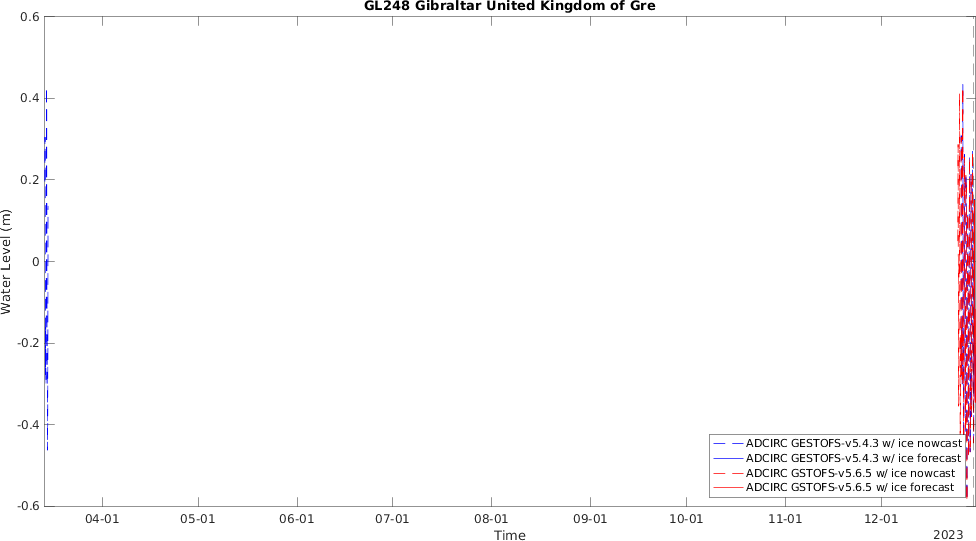 GL248 Gibraltar United Kingdom of Gre
0.6
0.4
0.2
0
-0.2
-0.4
-0.6
Water Level (m)
04-01 05-01 06-01 07-01 08-01 09-01 10-01 11-01 12-01
Time
2023
ADCIRC GESTOFS-v5.4.3 w/ ice nowcast
ADCIRC GESTOFS-v5.4.3 w/ ice forecast
ADCIRC GSTOFS-v5.6.5 w/ ice nowcast
ADCIRC GSTOFS-v5.6.5 w/ ice forecast